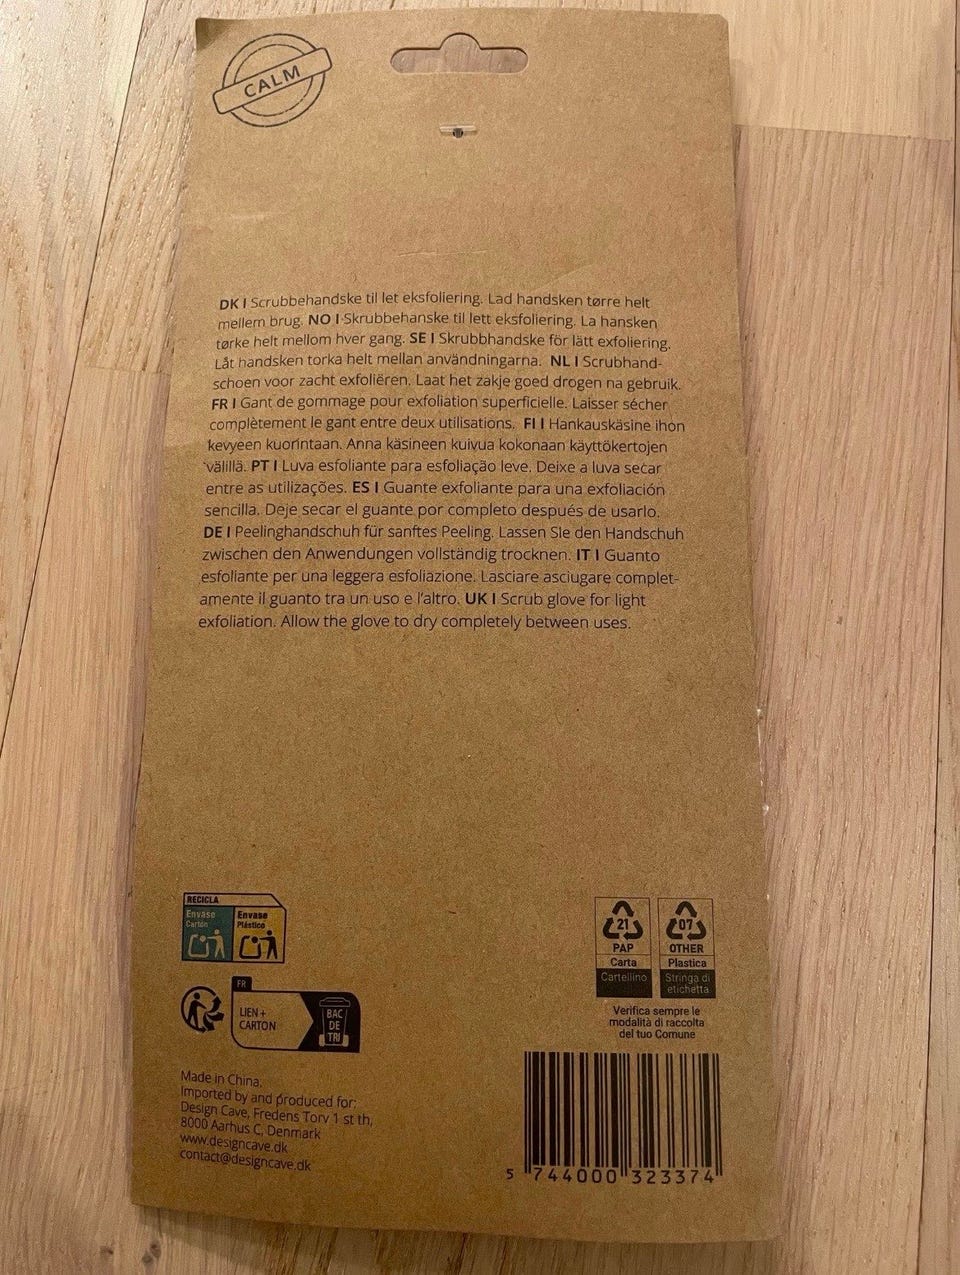 CALM
DK I Scrubbehandske til let eksfoliering. Lad handsken tørre helt
mellem brug. NO I Skrubbehanske til lett eksfoliering. La hansken
tørke helt mellom hver gang. SE I Skrubbhandske för lätt exfoliering.
Låt handsken torka helt mellan användningarna. NL I Scrubhand-
schoen voor zacht exfoliëren. Laat het zakje goed drogen na gebruik.
FR I Gant de gommage pour exfoliation superficielle. Laisser sécher
complètement le gant entre deux utilisations. FI I Hankauskäsine ihon
kevyeen kuorintaan. Anna käsineen kuivua kokonaan käyttökertojen
välillä. PT I Luva esfoliante para esfoliação leve. Deixe a luva secar
entre as utilizações. ES I Guante exfoliante para una exfoliación
sencilla. Deje secar el guante por completo después de usarlo.
DE I Peelinghandschuh für sanftes Peeling. Lassen SIe den Handschuh
zwischen den Anwendungen vollständig trocknen. IT I Guanto
esfoliante per una leggera esfoliazione. Lasciare asciugare complet-
amente il guanto tra un uso e l'altro. UK I Scrub glove for light
exfoliation. Allow the glove to dry completely between uses.
RECICLA
Envase Cartón
Envase Plástico
FR
LIEN +
CARTON
BAC
DE
TRI
21
PAP
Carta
Cartellino
07
OTHER
Plastica
Stringa di
etichetta
Verifica sempre le
modalità di raccolta
del tuo Comune
Made in China.
Imported by and produced for:
Design Cave, Fredens Torv 1 st th,
8000 Aarhus C, Denmark
www.designcave.dk
contact@designcave.dk
5 744000 323374